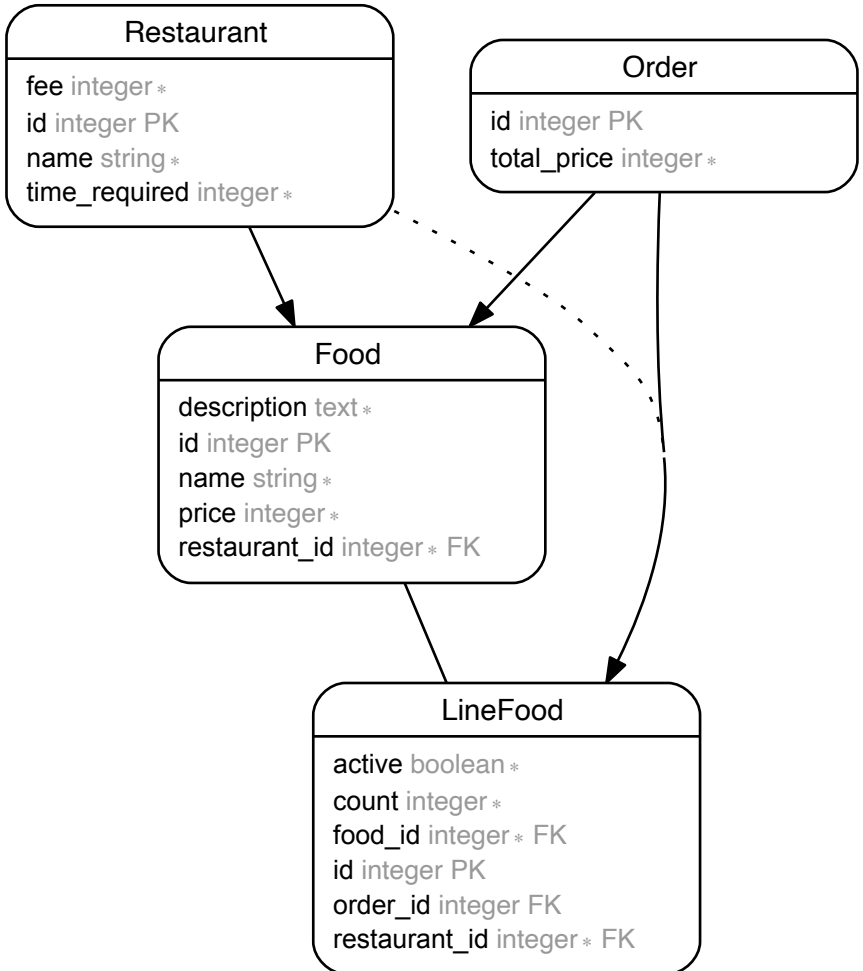 Restaurant
fee integer *
id integer PK
name string *
time_required integer *
Order
id integer PK
total_price integer *
Food
description text *
id integer PK
name string *
price integer *
restaurant_id integer * FK
LineFood
active boolean *
count integer *
food_id integer * FK
id integer PK
order_id integer FK
restaurant_id integer * FK